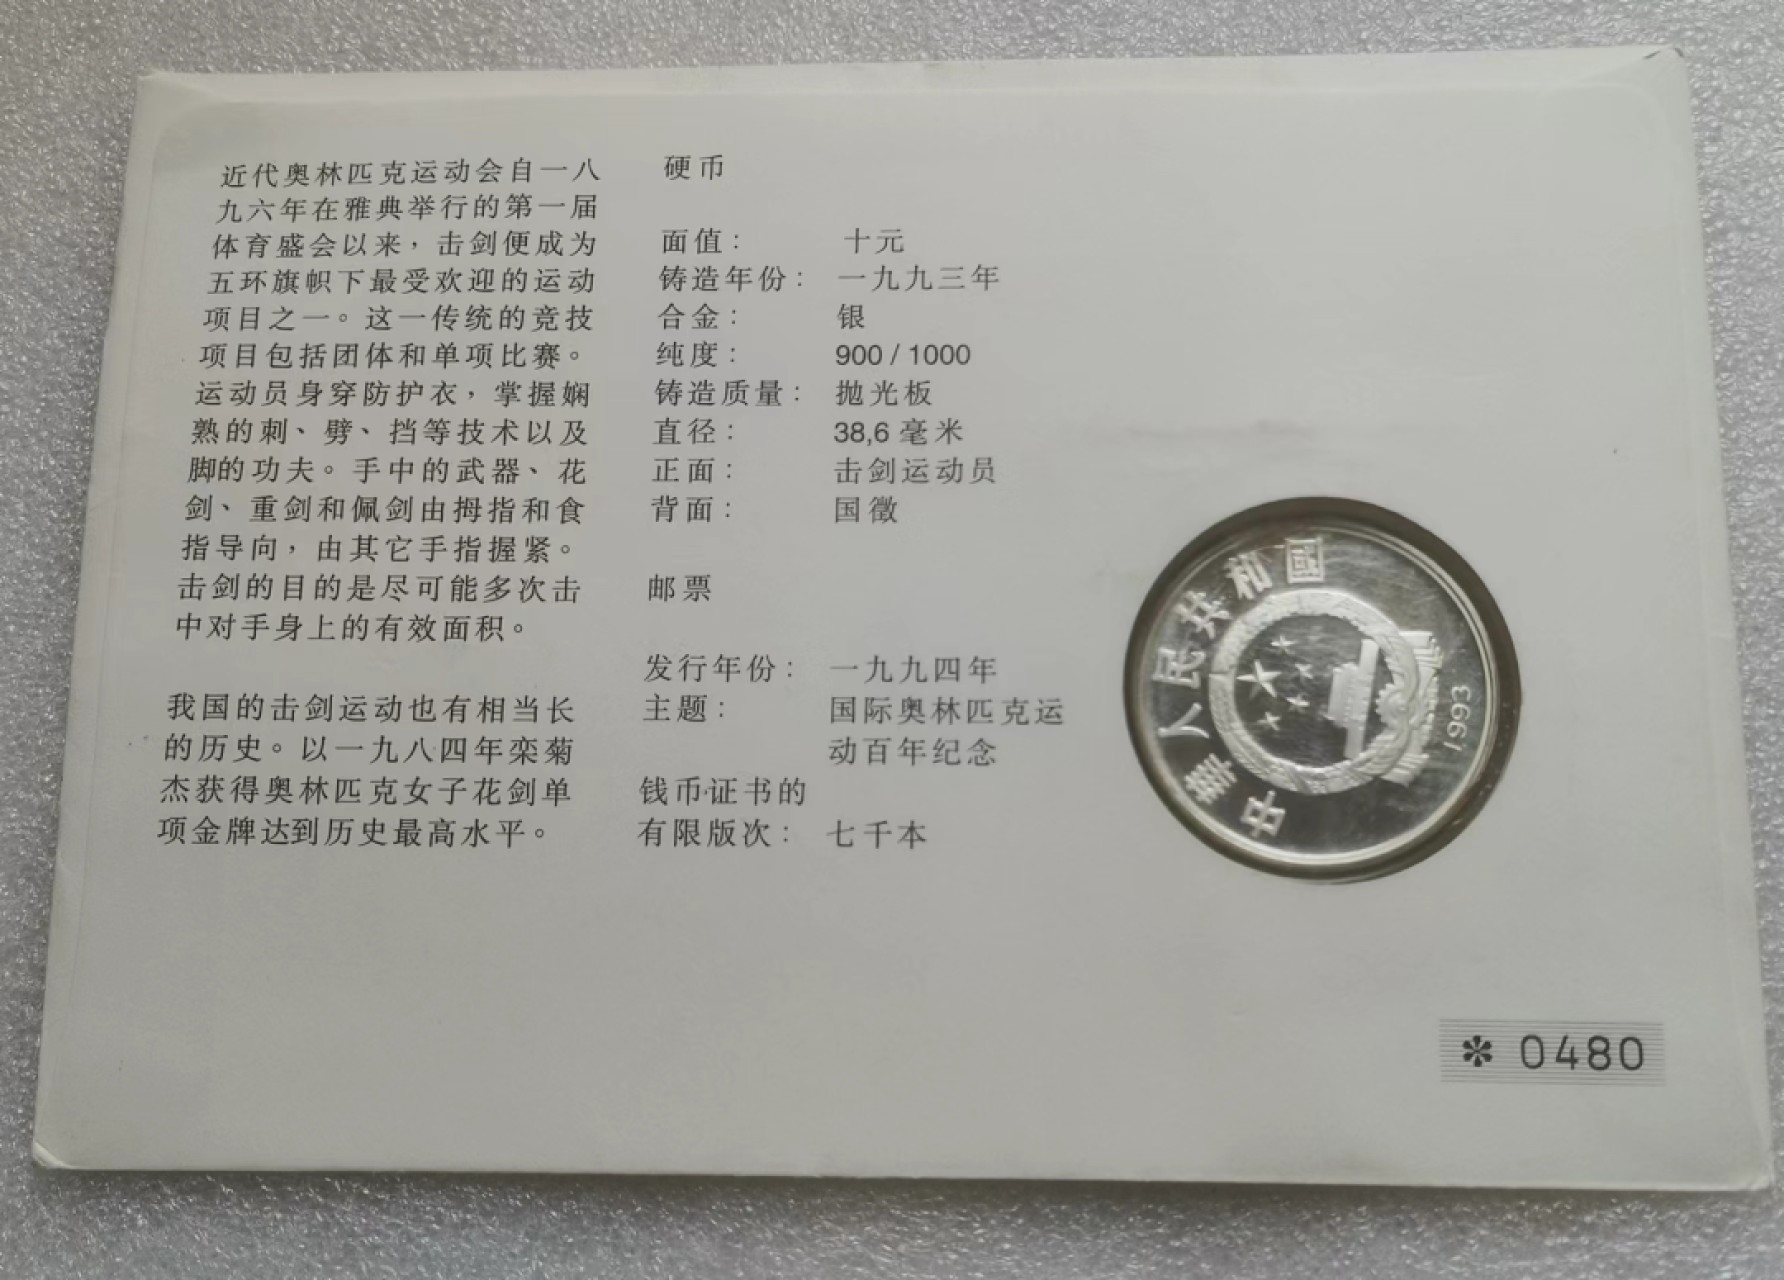 近代奥林匹克运动会自一八
九六年在雅典举行的第一届
体育盛会以来，击剑便成为
五环旗帜下最受欢迎的运动
项目之一。这一传统的竞技
项目包括团体和单项比赛。
运动员身穿防护衣，掌握娴
熟的刺、劈、挡等技术以及
脚的功夫。手中的武器、花
剑、重剑和佩剑由拇指和食
指导向，由其它手指握紧。
击剑的目的是尽可能多次击
中对手身上的有效面积。
我国的击剑运动也有相当长
的历史。以一九八四年栾菊
杰获得奥林匹克女子花剑单
项金牌达到历史最高水平。
硬币
面值： 十元
铸造年份： 一九九三年
合金： 银
纯度： 900 / 1000
铸造质量： 抛光板
直径： 38,6 毫米
正面： 击剑运动员
背面： 国徽
邮票
发行年份： 一九九四年
主题： 国际奥林匹克运
动百年纪念
钱币证书的
有限版次： 七千本
中华人民共和国
1993
* 0480